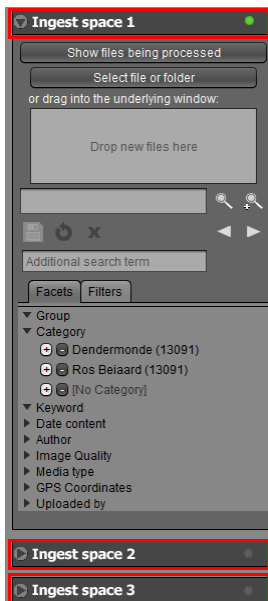 Ingest space 1
Show files being processed
Select file or folder
or drag into the underlying window:
Drop new files here
Additional search term
Facets Filters
Group
Category
Dendermonde (13091)
Ros Beiaard (13091)
[No Category]
Keyword
Date content
Author
Image Quality
Media type
GPS Coordinates
Uploaded by
Ingest space 2
Ingest space 3